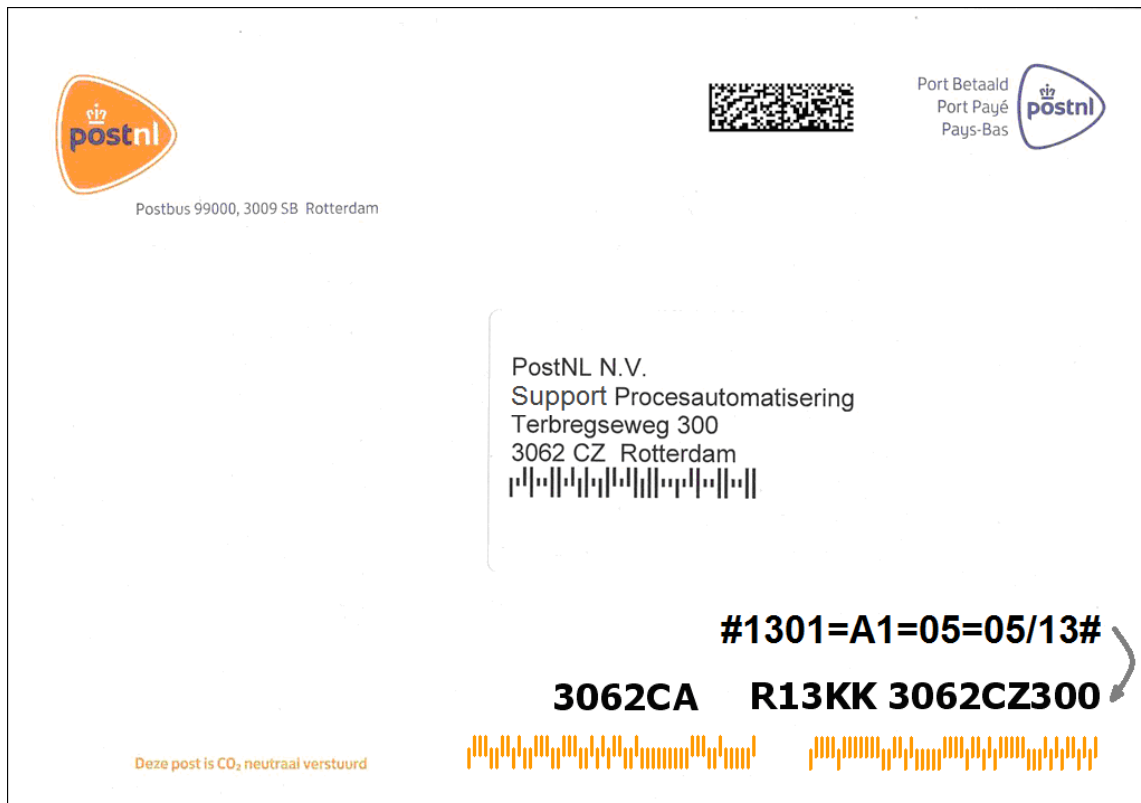 postnl
Port Betaald
Port Payé
Pays-Bas
postnl
Postbus 99000, 3009 SB Rotterdam
PostNL N.V.
Support Procesautomatisering
Terbregseweg 300
3062 CZ Rotterdam
#1301=A1=05=05/13#
3062CA R13KK 3062CZ300
Deze post is CO₂ neutraal verstuurd